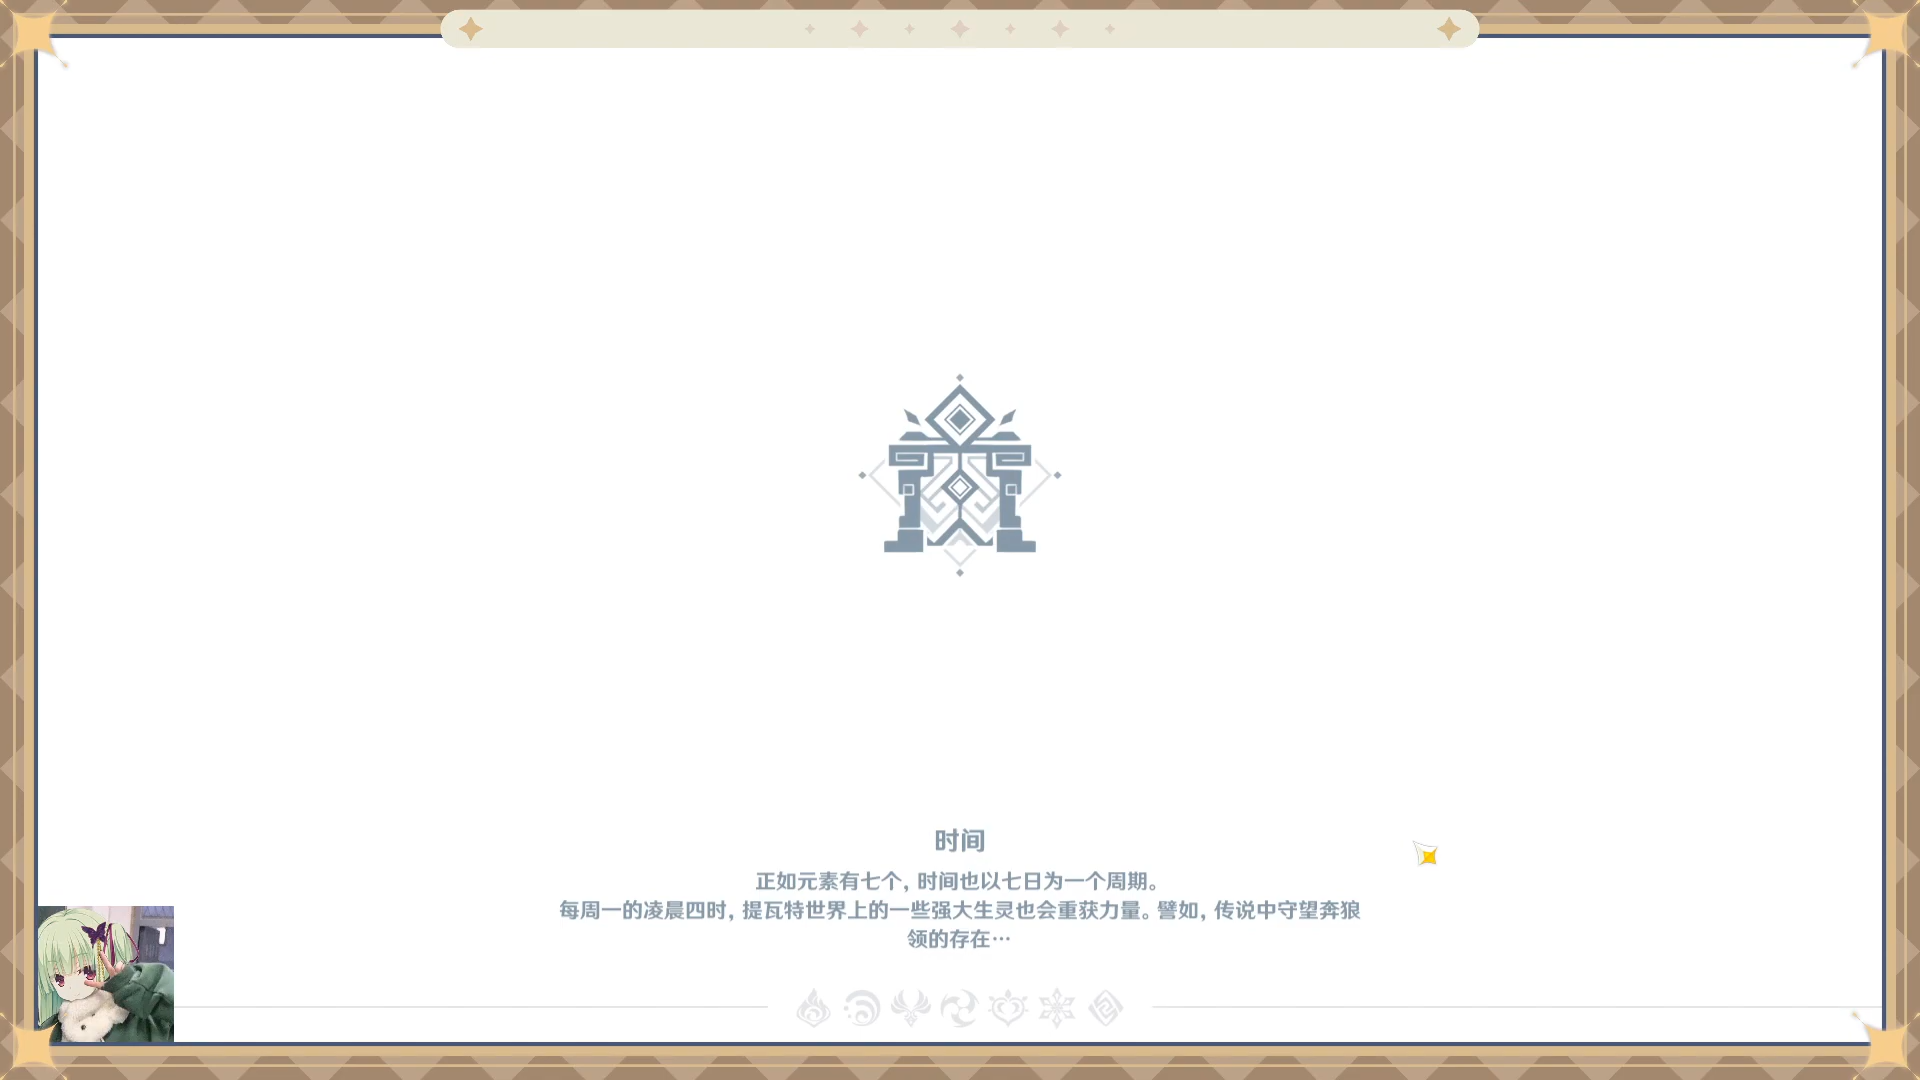 时间
正如元素有七个，时间也以七日为一个周期。
每周一的凌晨四时，提瓦特世界上的一些强大生灵也会重获力量。譬如，传说中守望奔狼
领的存在…